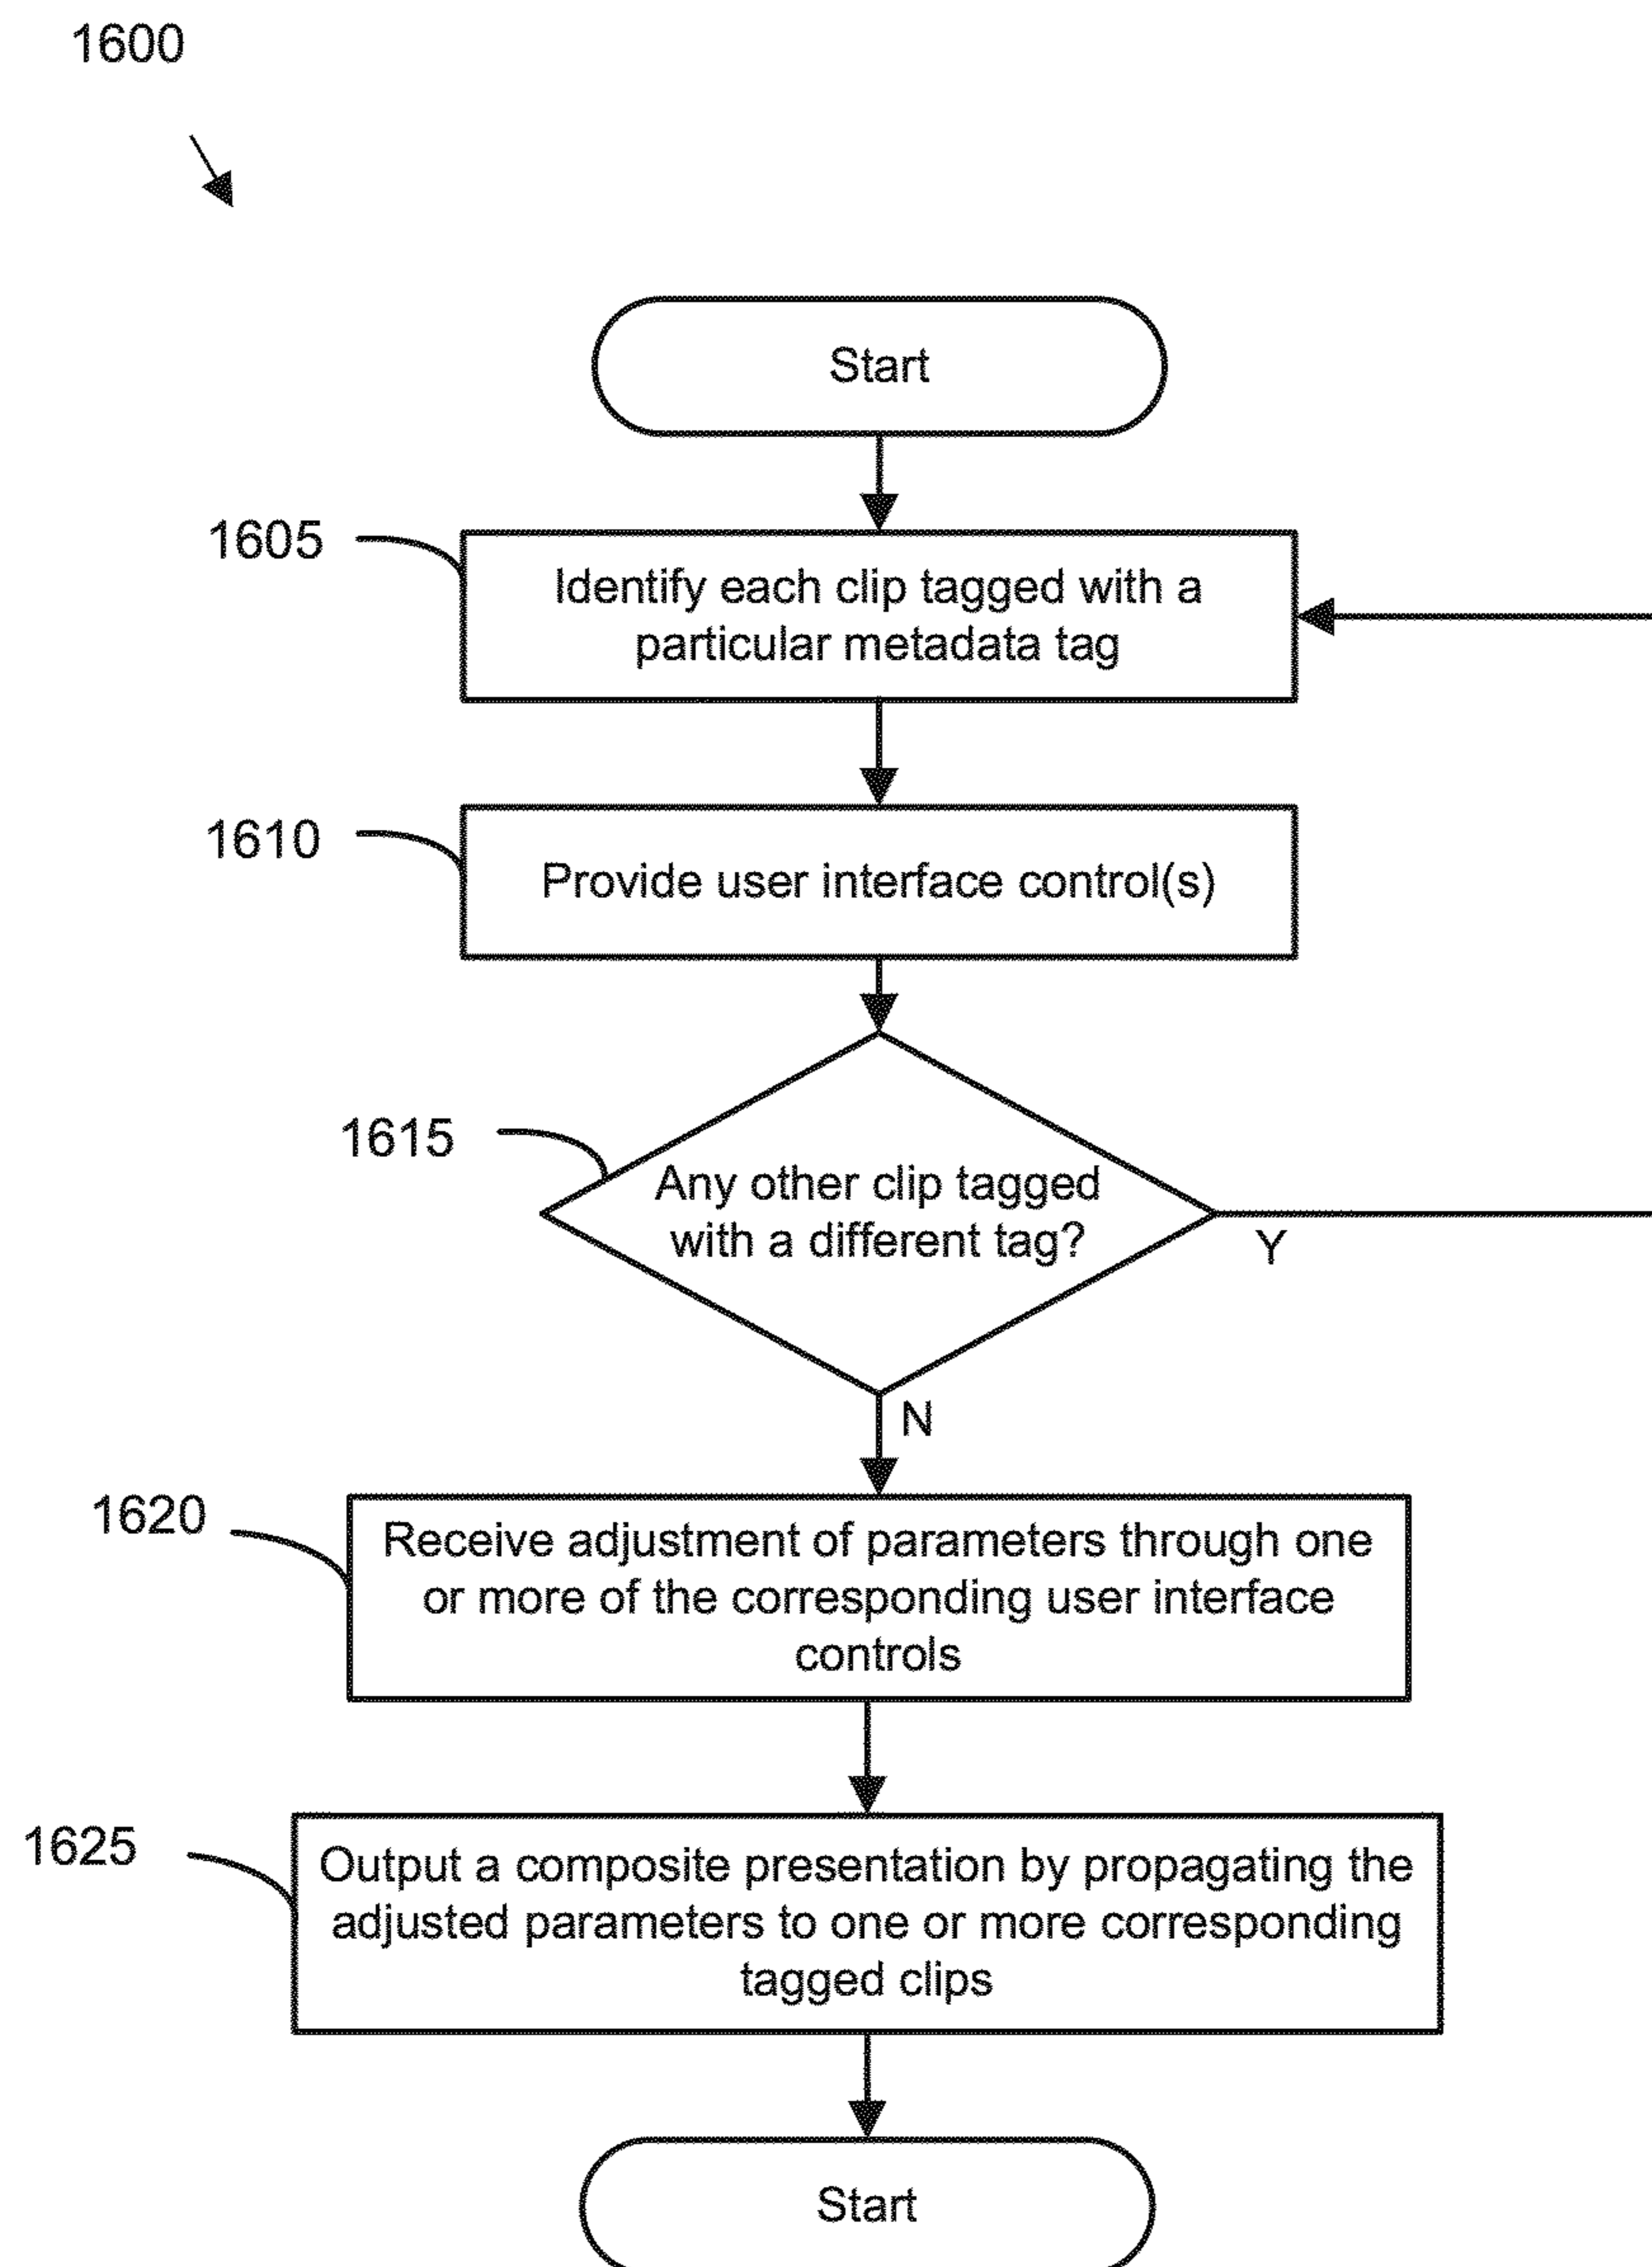 1600
Start
1605
Identify each clip tagged with a
particular metadata tag
1610
Provide user interface control(s)
1615
Any other clip tagged
with a different tag?
Y
N
1620
Receive adjustment of parameters through one
or more of the corresponding user interface
controls
1625
Output a composite presentation by propagating the
adjusted parameters to one or more corresponding
tagged clips
Start